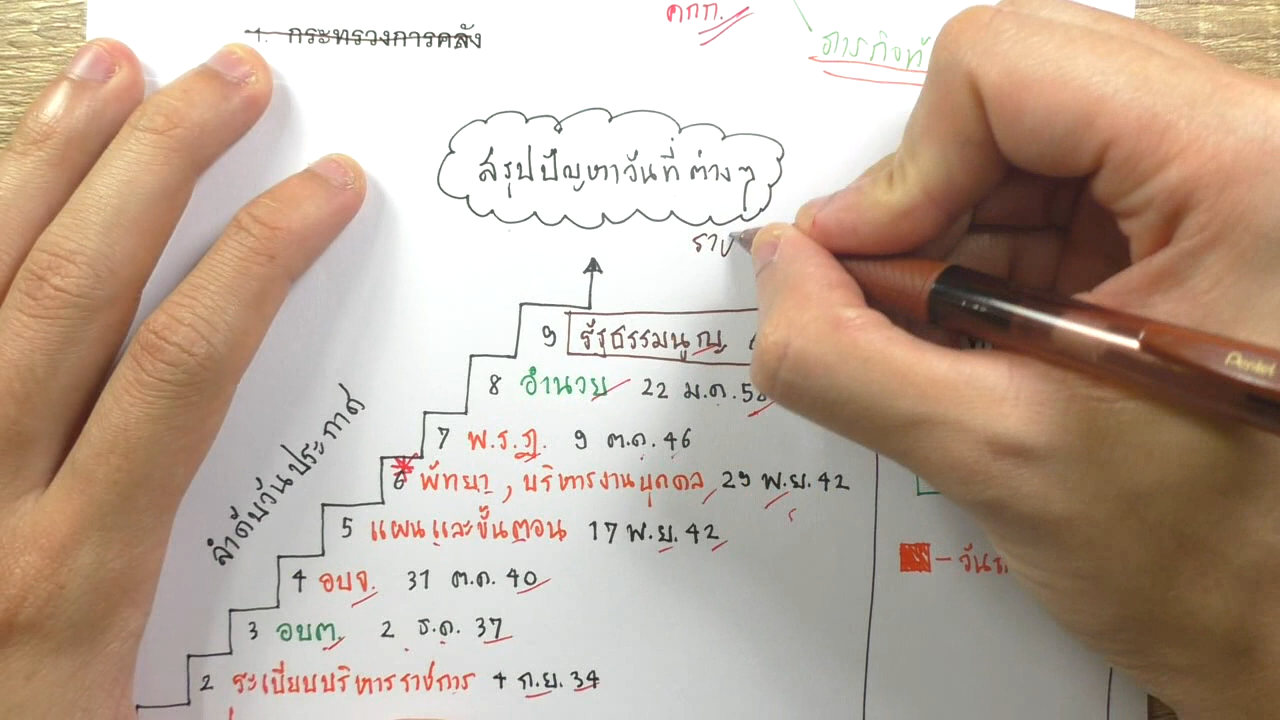 คกก.
1. กระทรวงการคลัง
ภารกิจ
สรุปปัญหาวันที่ต่างๆ
ราช
9 รัฐธรรมนูญ
8 อำนวย 22 ม.ค. 58
7 พ.ร.ฎ. 9 ต.ค. 46
6 พัทยา, บริหารงานบุคคล 29 พ.ย. 42
5 แผนและขั้นตอน 17 พ.ย. 42
- วัน
4 อบจ. 31 ต.ค. 40
3 อบต. 2 ธ.ค. 37
2 ระเบียบบริหารราชการ 4 ก.ย. 34
ลำดับวันประกาศ
Pentel